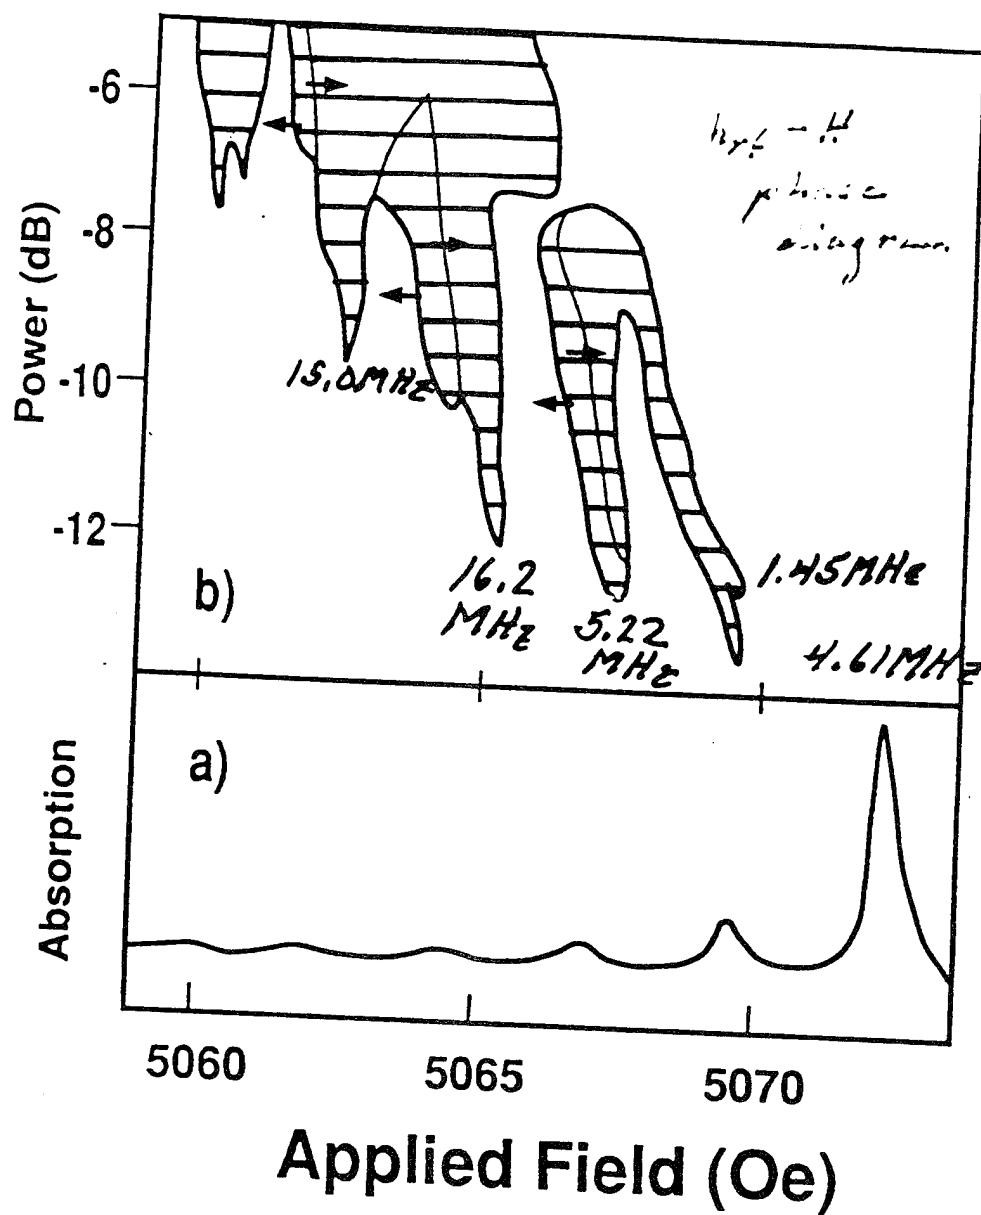 -6
-8
-10
-12
Power (dB)
hrf - H
phase
diagram
15.0MHz
16.2
MHz
5.22
MHz
1.45MHz
4.61MHz
b)
a)
Absorption
5060
5065
5070
Applied Field (Oe)